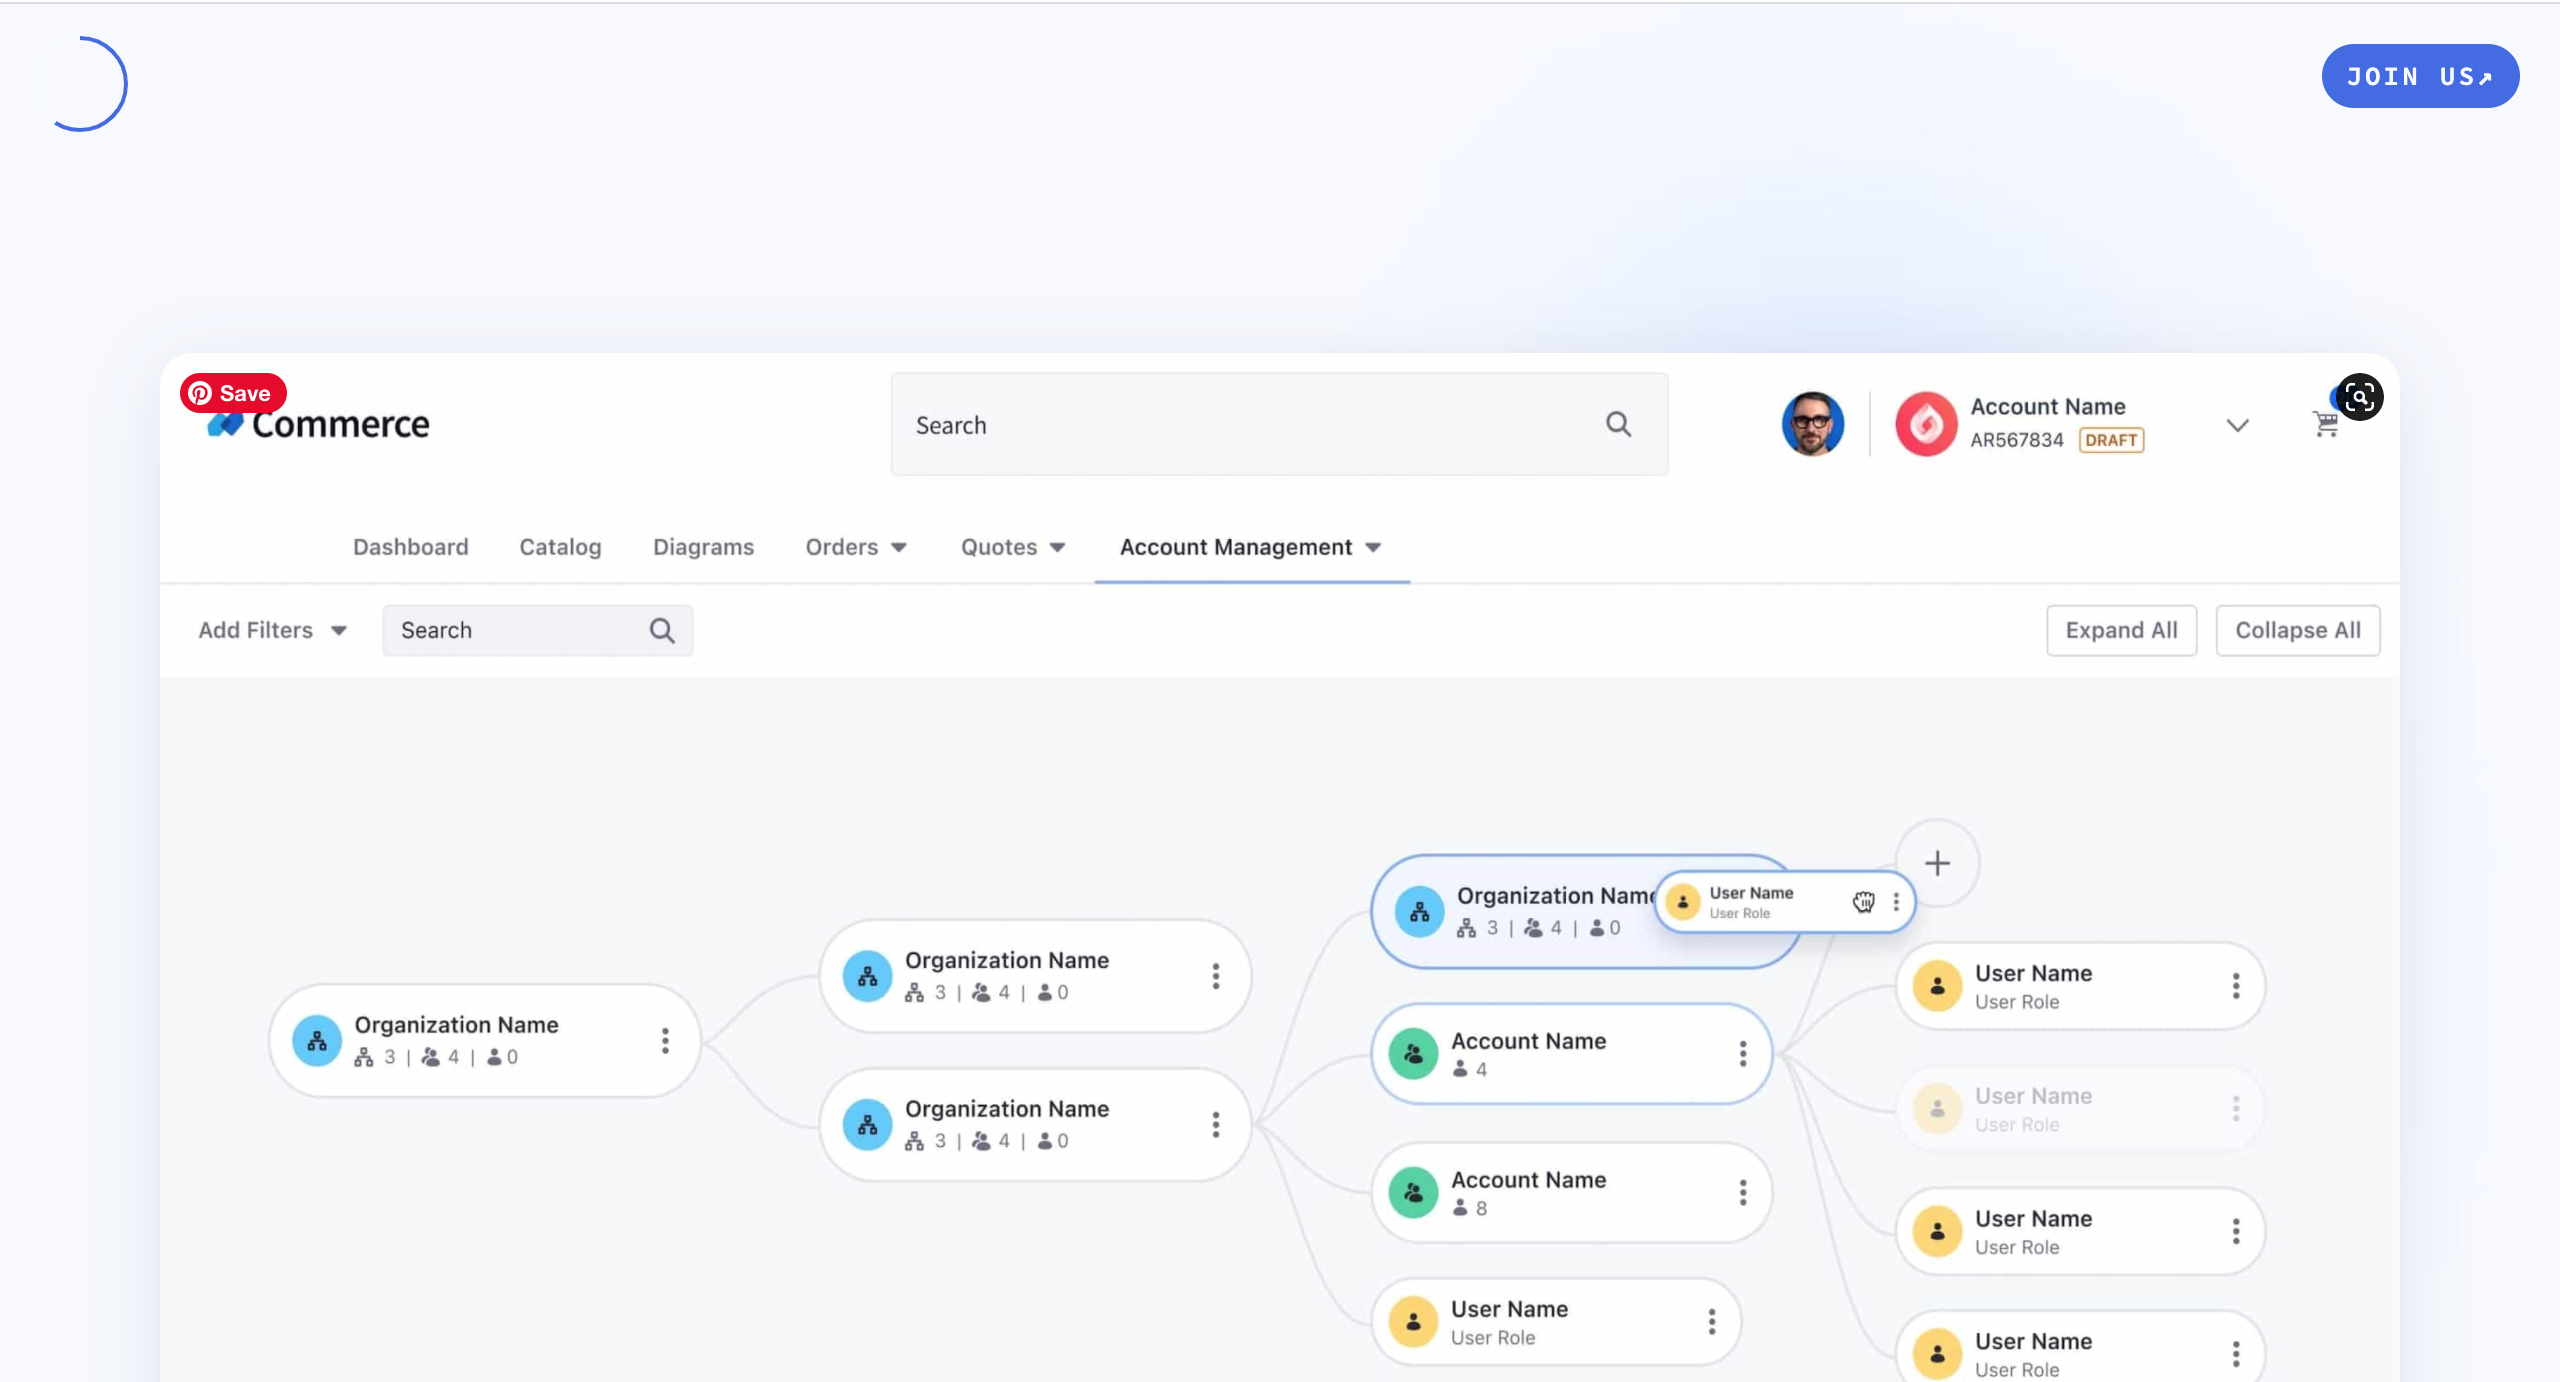 JOIN US↗
Save
Commerce
Search
Account Name
AR567834 DRAFT
Dashboard Catalog Diagrams Orders Quotes Account Management
Add Filters Search Expand All Collapse All
Organization Name
3 | 4 | 0
Organization Name
3 | 4 | 0
Organization Name
3 | 4 | 0
Organization Name
3 | 4 | 0
User Name
User Role
Account Name
4
Account Name
8
User Name
User Role
User Name
User Role
User Name
User Role
User Name
User Role
User Name
User Role